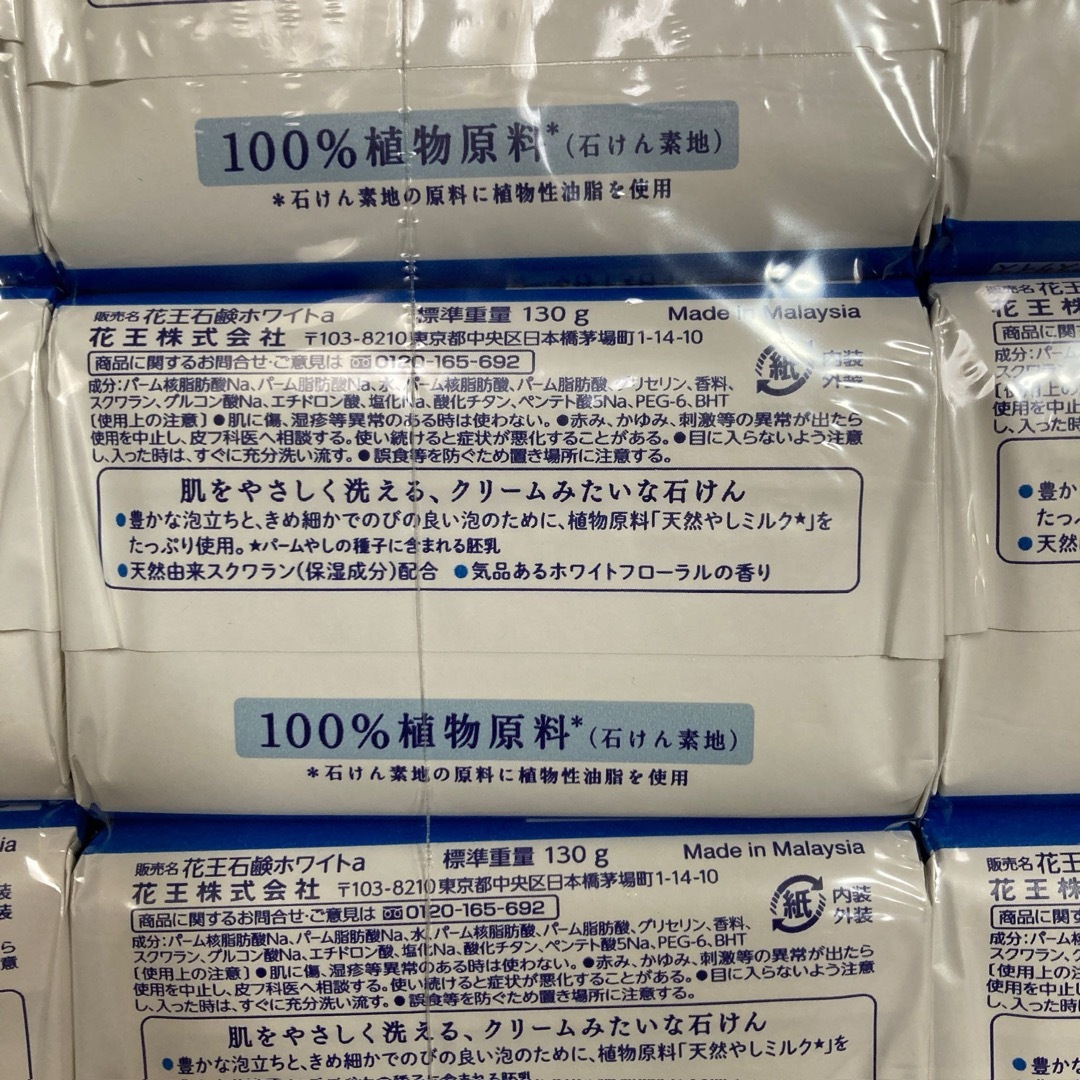 100%植物原料*(石けん素地)
*石けん素地の原料に植物性油脂を使用
販売名 花王石鹸ホワイトa 標準重量 130 g Made in Malaysia
花王株式会社 〒103-8210 東京都中央区日本橋茅場町1-14-10
商品に関するお問合せ・ご意見は 0120-165-692
紙 内装 外装
成分:パーム核脂肪酸Na、パーム脂肪酸Na、水、パーム核脂肪酸、パーム脂肪酸、グリセリン、香料、
スクワラン、グルコン酸Na、エチドロン酸、塩化Na、酸化チタン、ペンテト酸5Na、PEG-6、BHT
〔使用上の注意〕●肌に傷、湿疹等異常のある時は使わない。●赤み、かゆみ、刺激等の異常が出たら
使用を中止し、皮フ科医へ相談する。使い続けると症状が悪化することがある。●目に入らないよう注意
し、入った時は、すぐに充分洗い流す。●誤食等を防ぐため置き場所に注意する。
肌をやさしく洗える、クリームみたいな石けん
●豊かな泡立ちと、きめ細かでのびの良い泡のために、植物原料「天然やしミルク★」を
たっぷり使用。★パームやしの種子に含まれる胚乳
●天然由来スクワラン(保湿成分)配合 ●気品あるホワイトフローラルの香り
100%植物原料*(石けん素地)
*石けん素地の原料に植物性油脂を使用
販売名 花王石鹸ホワイトa 標準重量 130 g Made in Malaysia
花王株式会社 〒103-8210 東京都中央区日本橋茅場町1-14-10
商品に関するお問合せ・ご意見は 0120-165-692
紙 内装 外装
成分:パーム核脂肪酸Na、パーム脂肪酸Na、水、パーム核脂肪酸、パーム脂肪酸、グリセリン、香料、
スクワラン、グルコン酸Na、エチドロン酸、塩化Na、酸化チタン、ペンテト酸5Na、PEG-6、BHT
〔使用上の注意〕●肌に傷、湿疹等異常のある時は使わない。●赤み、かゆみ、刺激等の異常が出たら
使用を中止し、皮フ科医へ相談する。使い続けると症状が悪化することがある。●目に入らないよう注意
し、入った時は、すぐに充分洗い流す。●誤食等を防ぐため置き場所に注意する。
肌をやさしく洗える、クリームみたいな石けん
●豊かな泡立ちと、きめ細かでのびの良い泡のために、植物原料「天然やしミルク★」を